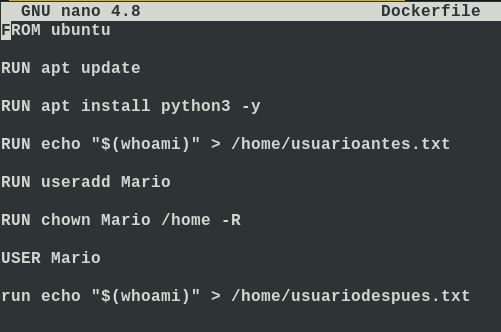 GNU nano 4.8 Dockerfile
FROM ubuntu
RUN apt update
RUN apt install python3 -y
RUN echo "$(whoami)" > /home/usuarioantes.txt
RUN useradd Mario
RUN chown Mario /home -R
USER Mario
run echo "$(whoami)" > /home/usuariodespues.txt